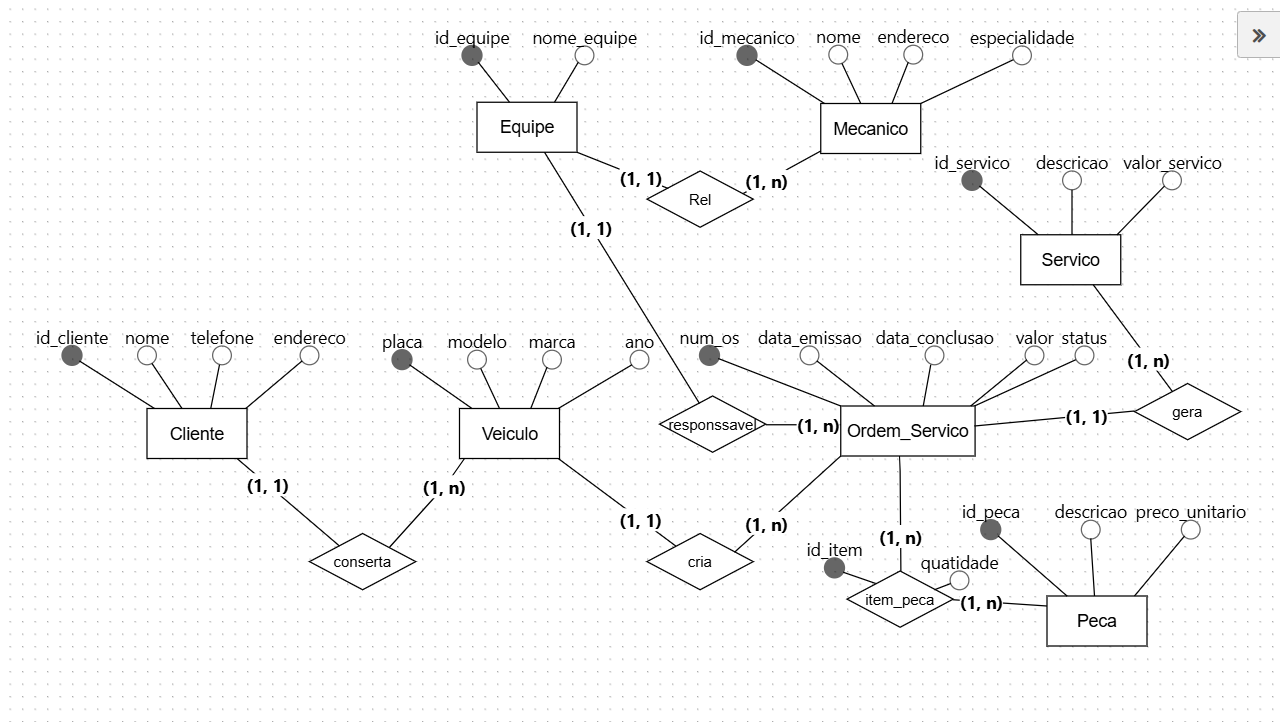 id_equipe
nome_equipe
id_mecanico
nome
endereco
especialidade
Equipe
Mecanico
(1, 1)
(1, n)
Rel
id_servico
descricao
valor_servico
(1, 1)
Servico
id_cliente
nome
telefone
endereco
placa
modelo
marca
ano
num_os
data_emissao
data_conclusao
valor
status
(1, n)
Cliente
Veiculo
responssavel
(1, n)
Ordem_Servico
(1, 1)
gera
(1, 1)
(1, n)
(1, 1)
(1, n)
conserta
cria
(1, n)
id_item
quatidade
item_peca
(1, n)
id_peca
descricao
preco_unitario
Peca